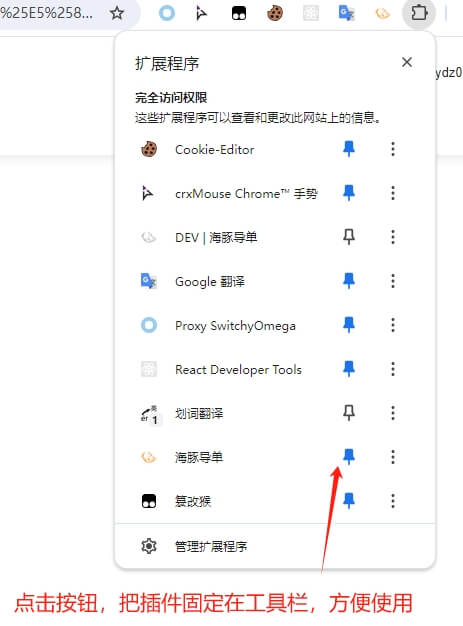 %25E5%258...
扩展程序
ydz0
完全访问权限
这些扩展程序可以查看和更改此网站上的信息。
Cookie-Editor
crxMouse Chrome™ 手势
DEV | 海豚导单
Google 翻译
Proxy SwitchyOmega
React Developer Tools
划词翻译
海豚导单
篡改猴
管理扩展程序
点击按钮，把插件固定在工具栏，方便使用